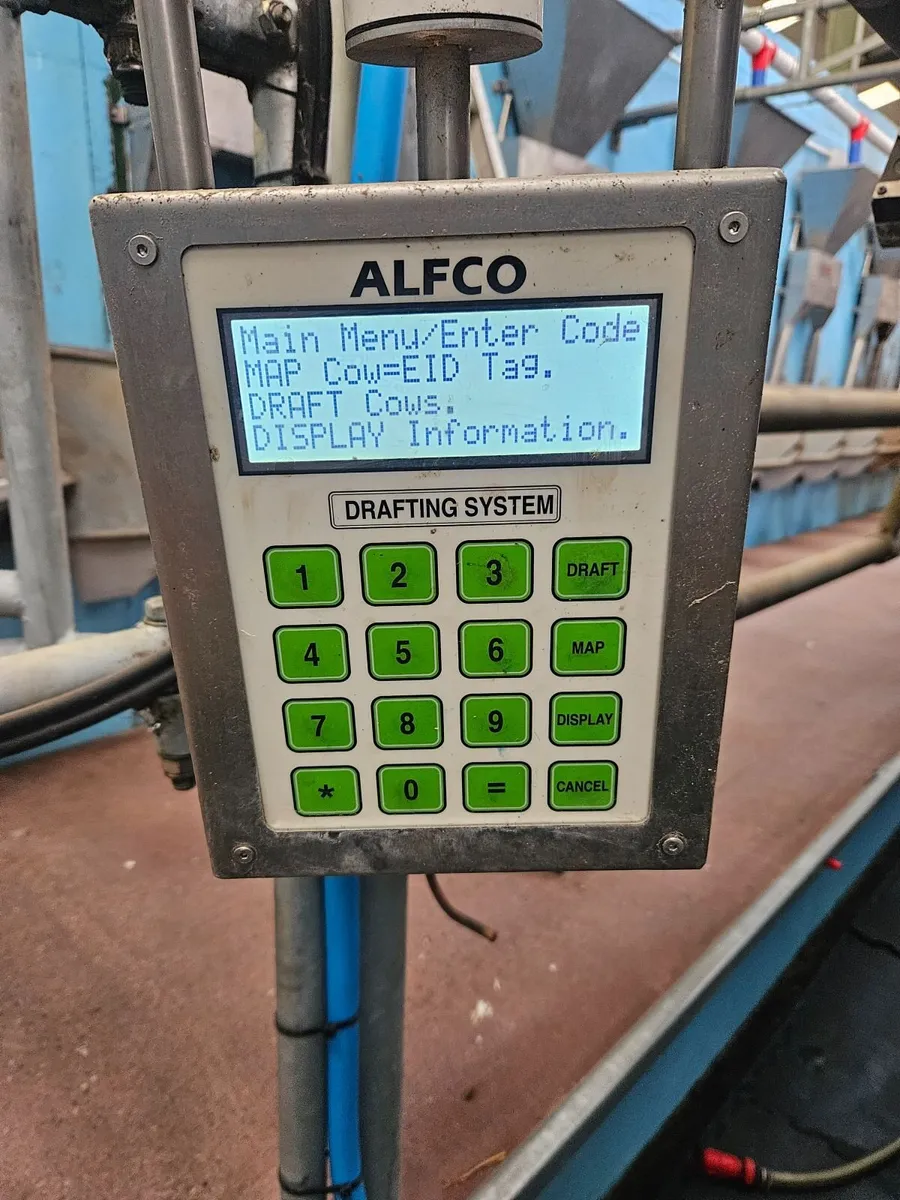 ALFCO
Main Menu/Enter Code
MAP Cow=EID Tag.
DRAFT Cows.
DISPLAY Information.
DRAFTING SYSTEM
1 2 3 DRAFT
4 5 6 MAP
7 8 9 DISPLAY
* 0 = CANCEL